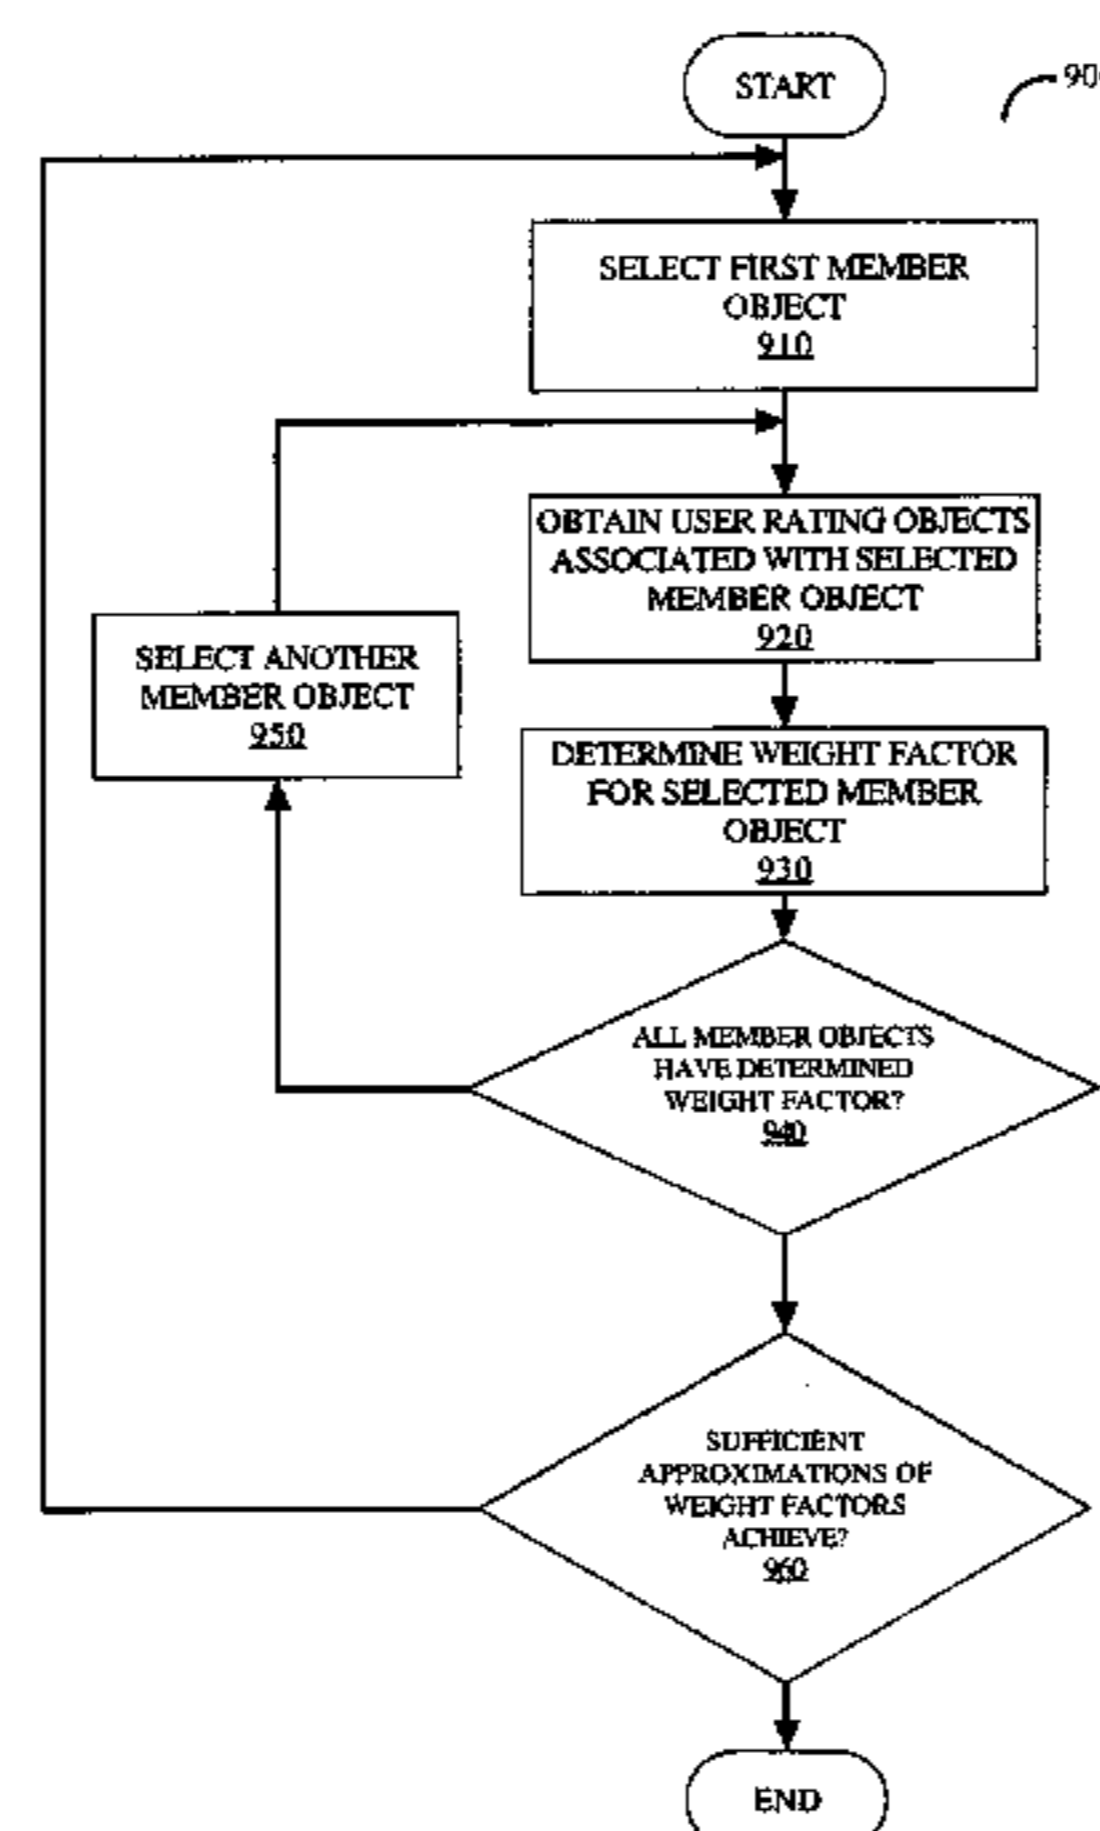 START
SELECT FIRST MEMBER
OBJECT
910
OBTAIN USER RATING OBJECTS
ASSOCIATED WITH SELECTED
MEMBER OBJECT
920
SELECT ANOTHER
MEMBER OBJECT
950
DETERMINE WEIGHT FACTOR
FOR SELECTED MEMBER
OBJECT
930
ALL MEMBER OBJECTS
HAVE DETERMINED
WEIGHT FACTOR?
940
SUFFICIENT
APPROXIMATIONS OF
WEIGHT FACTORS
ACHIEVE?
960
END